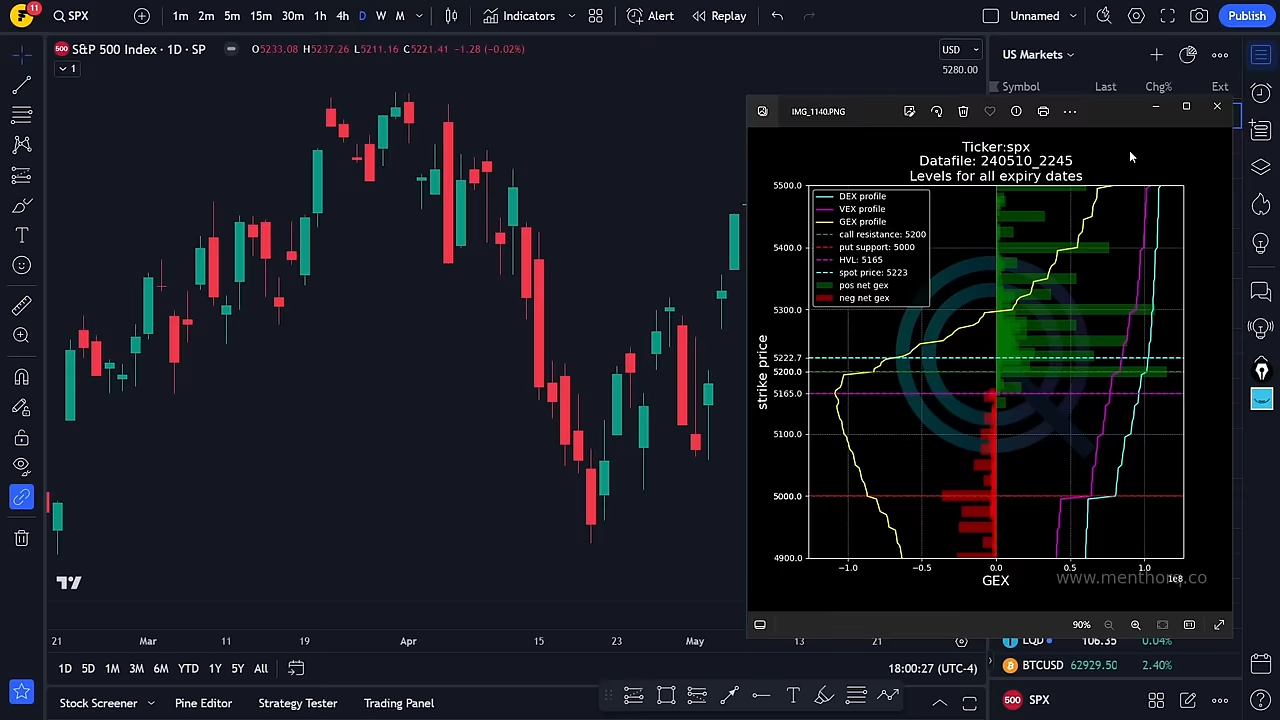 11
SPX
1m 2m 5m 15m 30m 1h 4h D W M
Indicators
Alert
Replay
Unnamed
Publish
500 S&P 500 Index · 1D · SP
O5233.08 H5237.26 L5211.16 C5221.41 −1.28 (−0.02%)
1
USD
5280.00
US Markets
Symbol Last Chg% Ext
IMG_1140.PNG
Ticker:spx
Datafile: 240510_2245
Levels for all expiry dates
DEX profile
VEX profile
GEX profile
call resistance: 5200
put support: 5000
HVL: 5165
spot price: 5223
pos net gex
neg net gex
5500.0
5400.0
5300.0
5222.7
5200.0
5165.0
5100.0
5000.0
4900.0
strike price
−1.0 −0.5 0.0 0.5 1.0
1e8
GEX
90%
21 Mar 11 19 Apr 15 23 May 13 21
LQD 106.35 0.04%
BTCUSD 62929.50 2.40%
1D 5D 1M 3M 6M YTD 1Y 5Y All
18:00:27 (UTC-4)
Stock Screener Pine Editor Strategy Tester Trading Panel
500 SPX